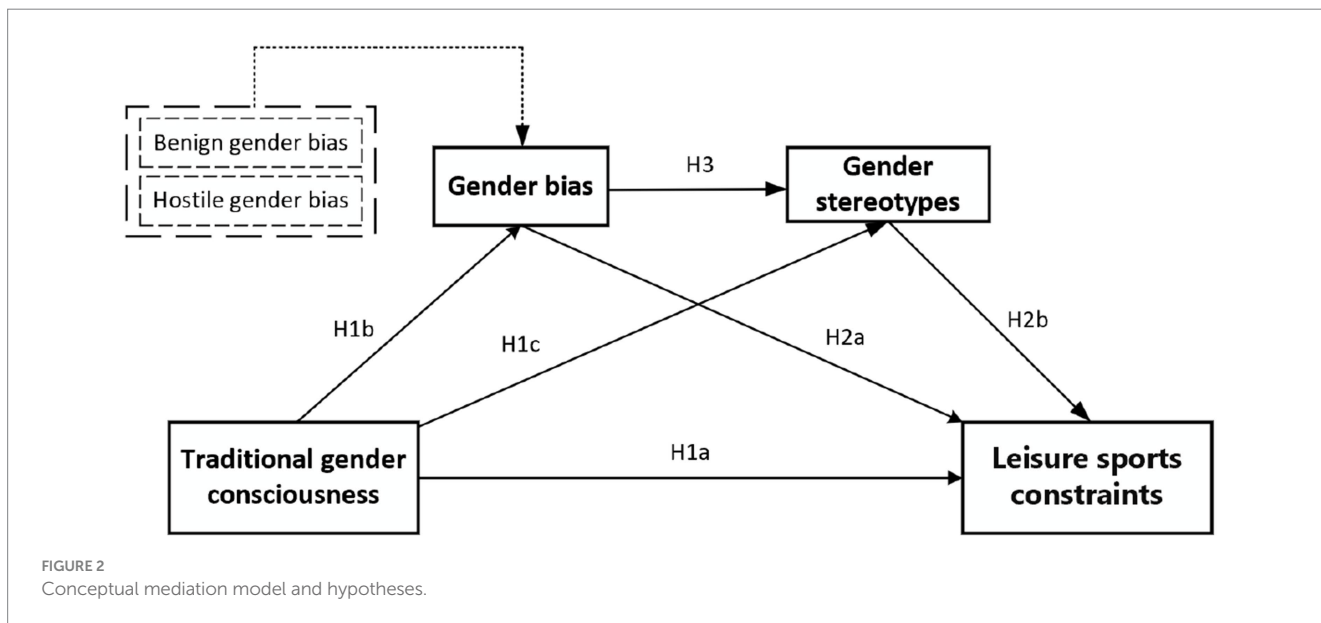 Benign gender bias
Hostile gender bias
Gender bias
H3
Gender
stereotypes
H1b
H1c
H2a
H2b
Traditional gender
consciousness
H1a
Leisure sports
constraints
FIGURE 2
Conceptual mediation model and hypotheses.